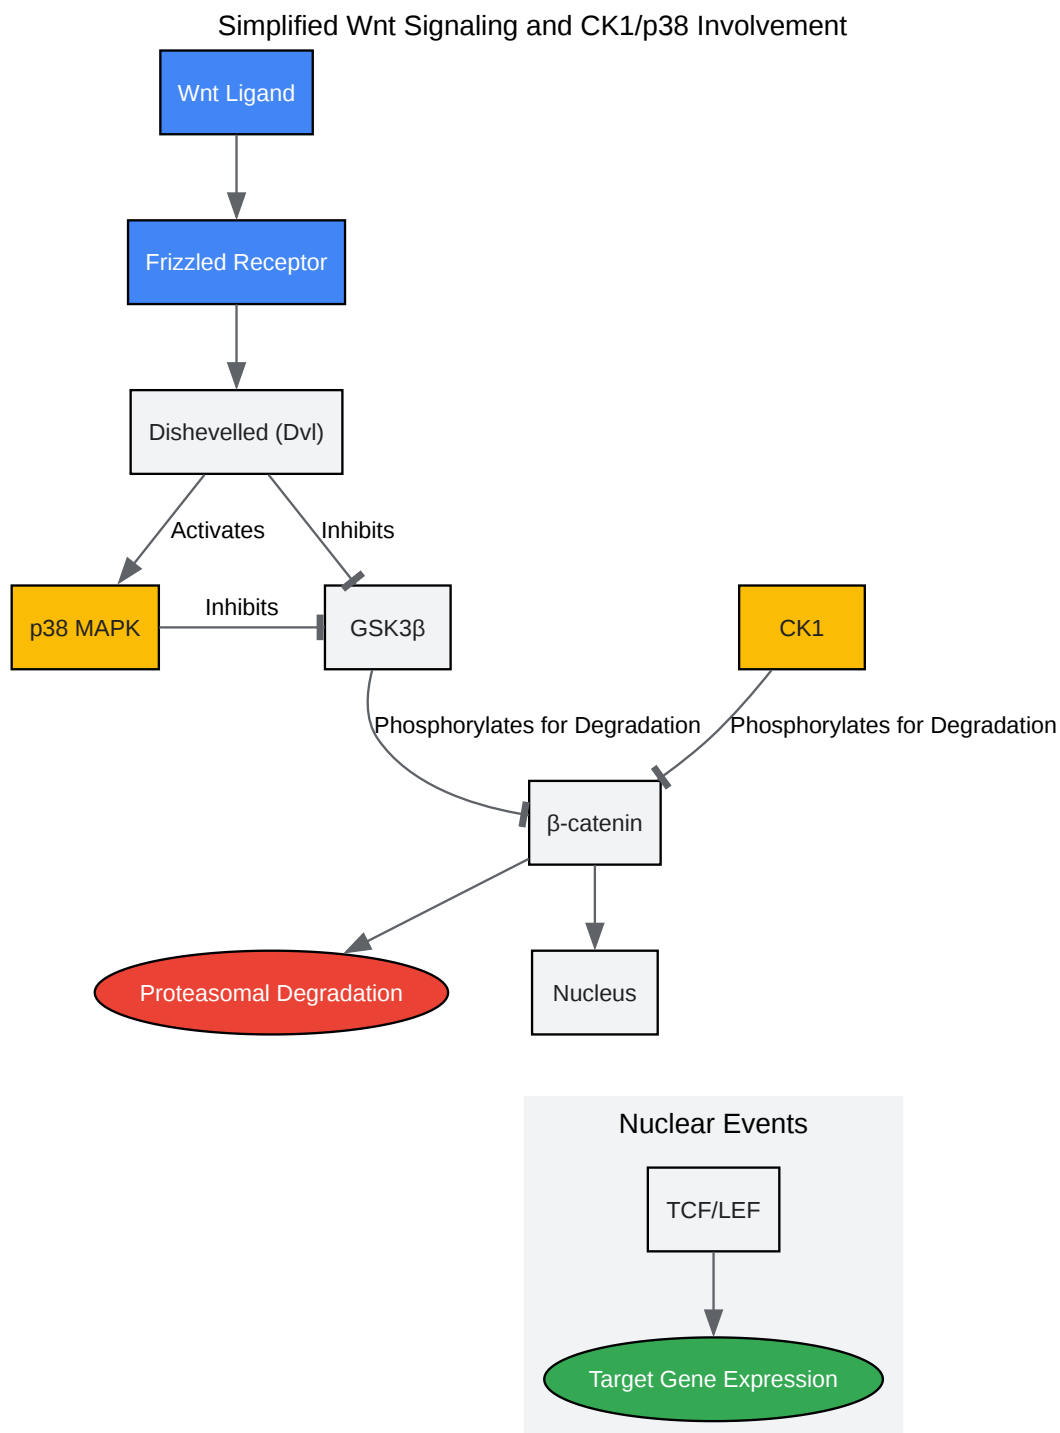 Simplified Wnt Signaling and CK1/p38 Involvement
Wnt Ligand
Frizzled Receptor
Dishevelled (Dvl)
Activates
Inhibits
p38 MAPK
Inhibits
GSK3β
CK1
Phosphorylates for Degradation
Phosphorylates for Degradation
β-catenin
Proteasomal Degradation
Nucleus
Nuclear Events
TCF/LEF
Target Gene Expression